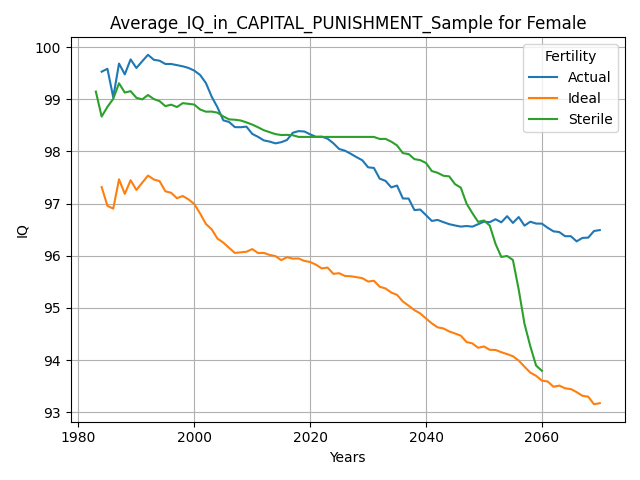 Average_IQ_in_CAPITAL_PUNISHMENT_Sample for Female
Fertility
Actual
Ideal
Sterile
IQ
100
99
98
97
96
95
94
93
1980
2000
2020
2040
2060
Years